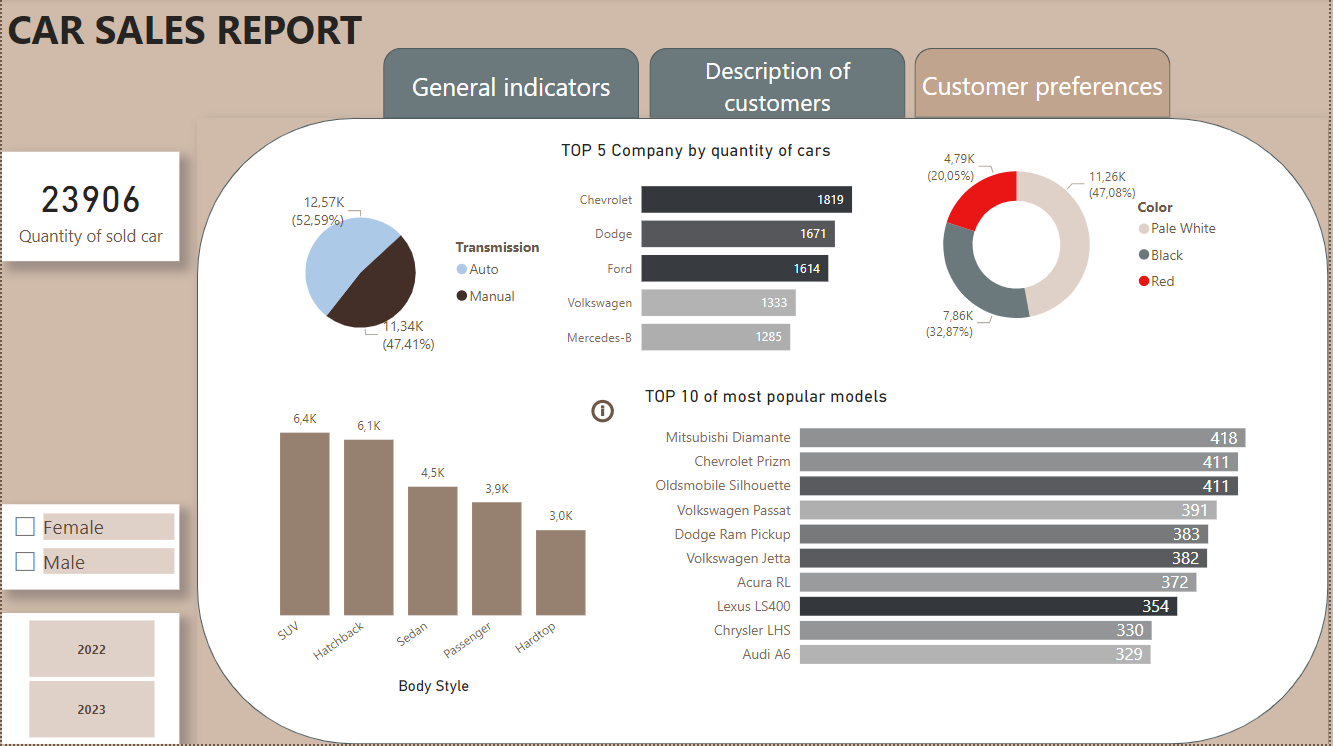 CAR SALES REPORT
General indicators
Description of
customers
Customer preferences
23906
Quantity of sold car
12,57K
(52,59%)
11,34K
(47,41%)
Transmission
Auto
Manual
TOP 5 Company by quantity of cars
Chevrolet 1819
Dodge 1671
Ford 1614
Volkswagen 1333
Mercedes-B 1285
4,79K
(20,05%)
11,26K
(47,08%)
7,86K
(32,87%)
Color
Pale White
Black
Red
6,4K
6,1K
4,5K
3,9K
3,0K
SUV
Hatchback
Sedan
Passenger
Hardtop
Body Style
TOP 10 of most popular models
Mitsubishi Diamante 418
Chevrolet Prizm 411
Oldsmobile Silhouette 411
Volkswagen Passat 391
Dodge Ram Pickup 383
Volkswagen Jetta 382
Acura RL 372
Lexus LS400 354
Chrysler LHS 330
Audi A6 329
Female
Male
2022
2023